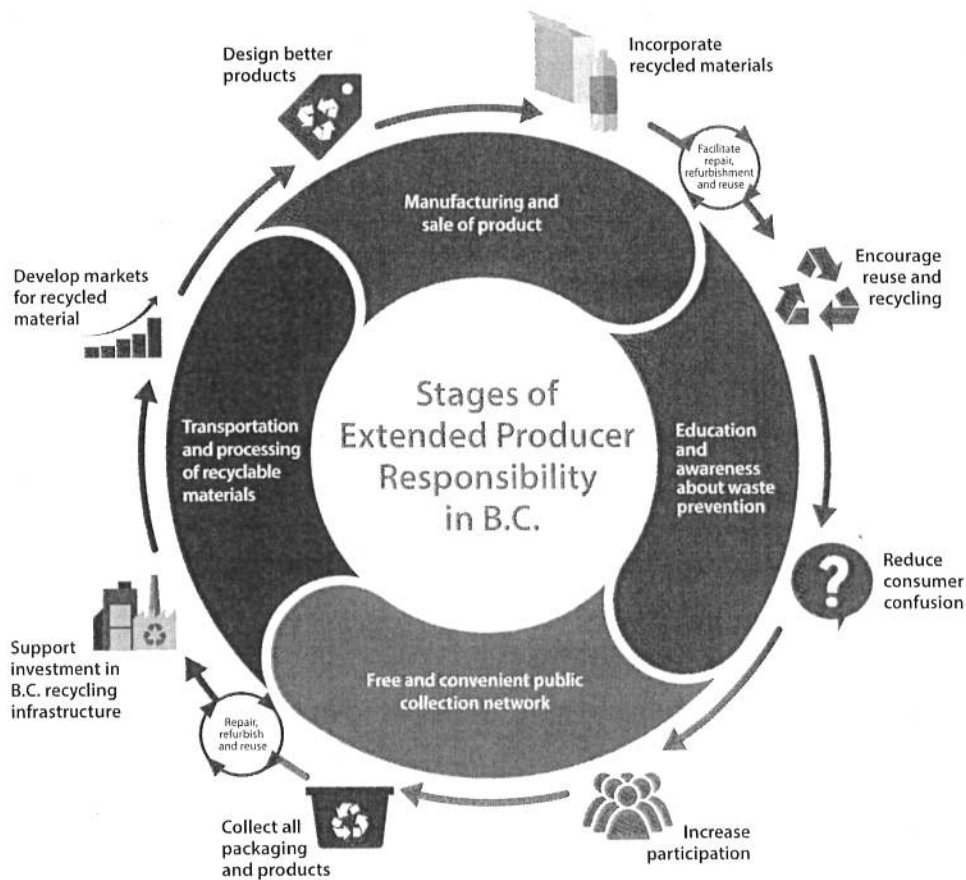 Design better
products
Incorporate
recycled materials
Facilitate
repair,
refurbishment
and reuse
Manufacturing and
sale of product
Encourage
reuse and
recycling
Develop markets
for recycled
material
Stages of
Extended Producer
Responsibility
in B.C.
Transportation
and processing
of recyclable
materials
Education
and
awareness
about waste
prevention
Reduce
consumer
confusion
?
Support
investment in
B.C. recycling
infrastructure
Free and convenient public
collection network
Repair,
refurbish
and reuse
Collect all
packaging
and products
Increase
participation